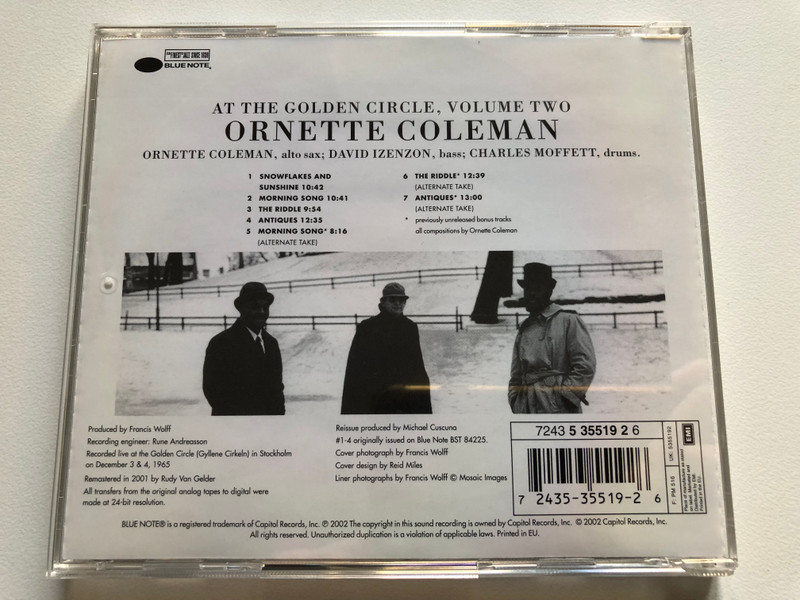 THE FINEST IN JAZZ SINCE 1939
BLUE NOTE®
AT THE GOLDEN CIRCLE, VOLUME TWO
ORNETTE COLEMAN
ORNETTE COLEMAN, alto sax; DAVID IZENZON, bass; CHARLES MOFFETT, drums.
1 SNOWFLAKES AND
SUNSHINE 10:42
2 MORNING SONG 10:41
3 THE RIDDLE 9:54
4 ANTIQUES 12:35
5 MORNING SONG* 8:16
(ALTERNATE TAKE)
6 THE RIDDLE* 12:39
(ALTERNATE TAKE)
7 ANTIQUES* 13:00
(ALTERNATE TAKE)
* previously unreleased bonus tracks
all compositions by Ornette Coleman
Produced by Francis Wolff
Recording engineer: Rune Andreasson
Recorded live at the Golden Circle (Gyllene Cirkeln) in Stockholm
on December 3 & 4, 1965
Remastered in 2001 by Rudy Van Gelder
All transfers from the original analog tapes to digital were
made at 24-bit resolution.
Reissue produced by Michael Cuscuna
#1-4 originally issued on Blue Note BST 84225.
Cover photograph by Francis Wolff
Cover design by Reid Miles
Liner photographs by Francis Wolff © Mosaic Images
7243 5 35519 2 6
7 2435-35519-2 6
UK: 5355192
F: PM 518
EMI
BLUE NOTE® is a registered trademark of Capitol Records, Inc. ℗ 2002 The copyright in this sound recording is owned by Capitol Records, Inc. © 2002 Capitol Records, Inc.
All rights reserved. Unauthorized duplication is a violation of applicable laws. Printed in EU.